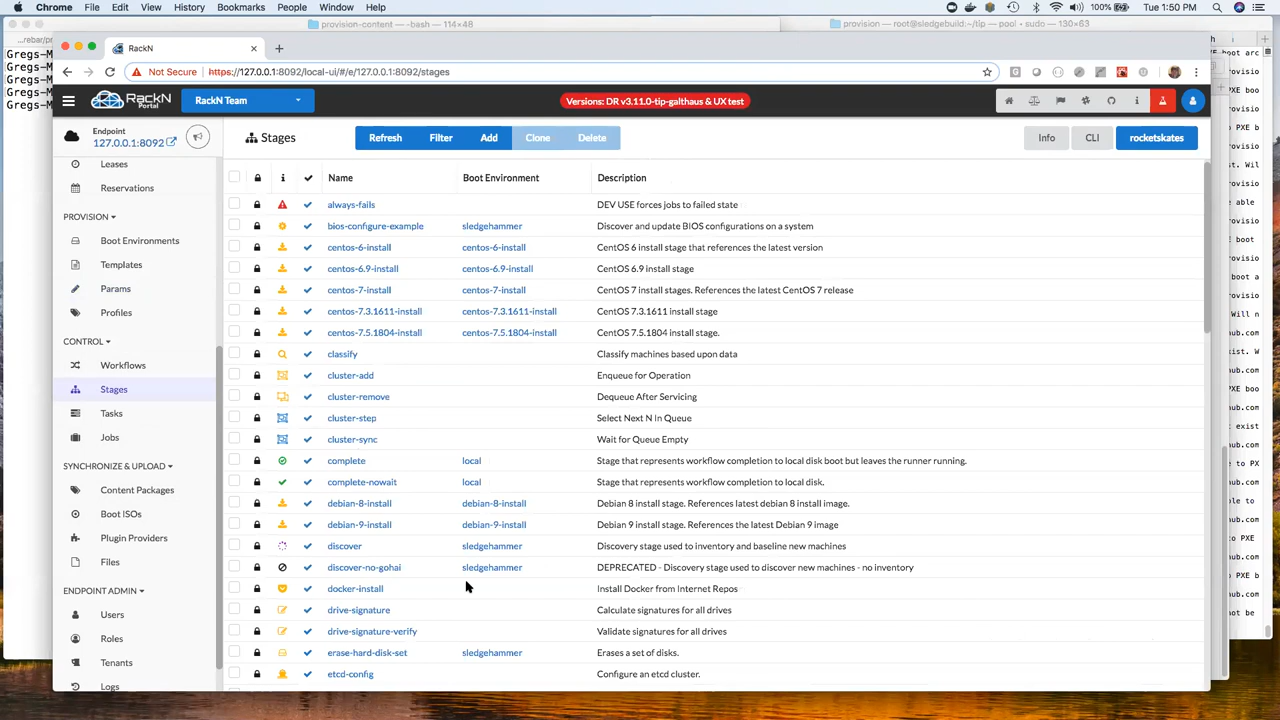 Chrome File Edit View History Bookmarks People Window Help 100% Tue 1:50 PM
provision-content — -bash — 114×48
provision — root@sledgebuild:~/tip — pool - sudo — 130×63
RackN
Not Secure https://127.0.0.1:8092/local-ui/#/e/127.0.0.1:8092/stages
RackN Portal
RackN Team
Versions: DR v3.11.0-tip-galthaus & UX test
Endpoint
127.0.0.1:8092
Stages
Refresh Filter Add Clone Delete
Info CLI rocketskates
Leases
Reservations
PROVISION
Boot Environments
Templates
Params
Profiles
CONTROL
Workflows
Stages
Tasks
Jobs
SYNCHRONIZE & UPLOAD
Content Packages
Boot ISOs
Plugin Providers
Files
ENDPOINT ADMIN
Users
Roles
Tenants
Logs
Name Boot Environment Description
always-fails DEV USE forces jobs to failed state
bios-configure-example sledgehammer Discover and update BIOS configurations on a system
centos-6-install centos-6-install CentOS 6 install stage that references the latest version
centos-6.9-install centos-6.9-install CentOS 6.9 install stage
centos-7-install centos-7-install CentOS 7 install stages. References the latest CentOS 7 release
centos-7.3.1611-install centos-7.3.1611-install CentOS 7.3.1611 install stage
centos-7.5.1804-install centos-7.5.1804-install CentOS 7.5.1804 install stage.
classify Classify machines based upon data
cluster-add Enqueue for Operation
cluster-remove Dequeue After Servicing
cluster-step Select Next N In Queue
cluster-sync Wait for Queue Empty
complete local Stage that represents workflow completion to local disk boot but leaves the runner running.
complete-nowait local Stage that represents workflow completion to local disk.
debian-8-install debian-8-install Debian 8 install stage. References latest debian 8 install image.
debian-9-install debian-9-install Debian 9 install stage. References the latest Debian 9 image
discover sledgehammer Discovery stage used to inventory and baseline new machines
discover-no-gohai sledgehammer DEPRECATED - Discovery stage used to discover new machines - no inventory
docker-install Install Docker from Internet Repos
drive-signature Calculate signatures for all drives
drive-signature-verify Validate signatures for all drives
erase-hard-disk-set sledgehammer Erases a set of disks.
etcd-config Configure an etcd cluster.